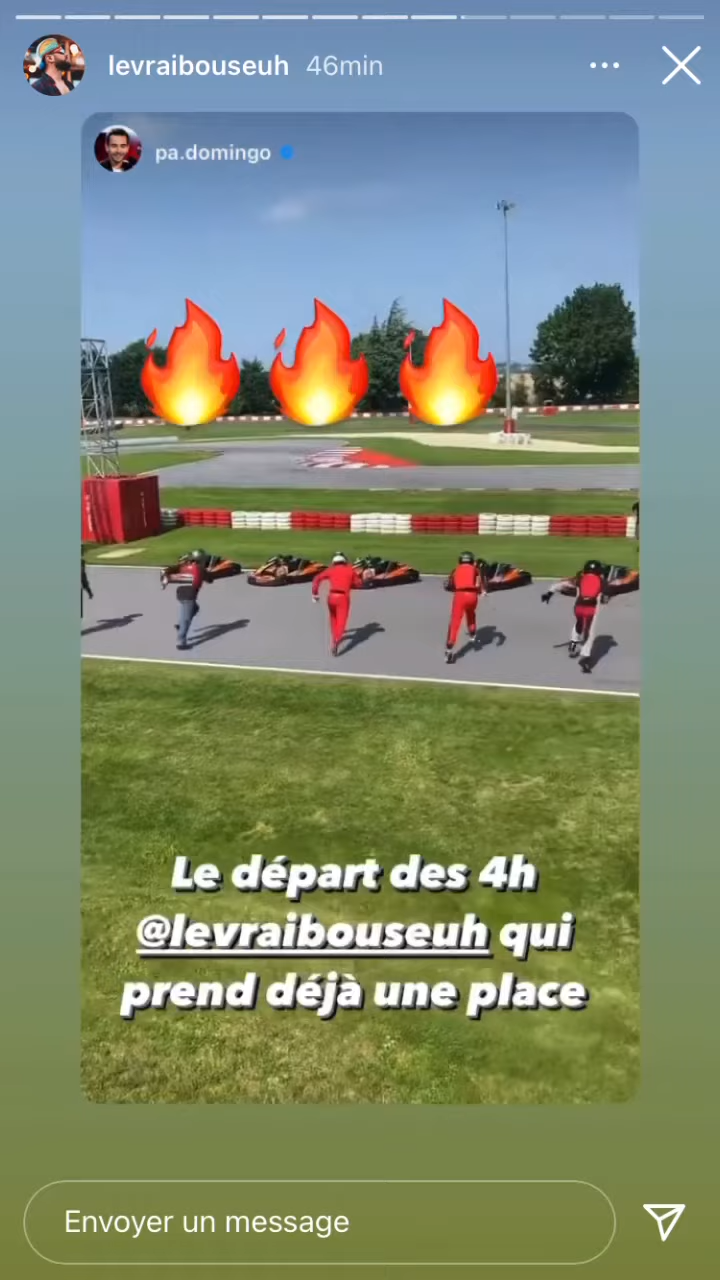 levraibouseuh 46min
pa.domingo
Le départ des 4h
@levraibouseuh qui
prend déjà une place
Envoyer un message